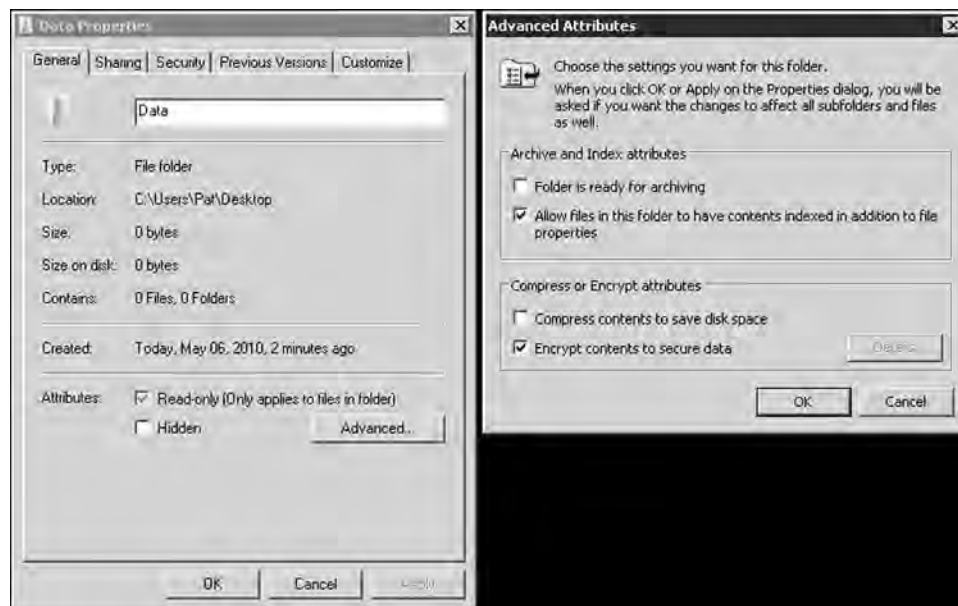 Data Properties
General Sharing Security Previous Versions Customize
Data
Type: File folder
Location: C:\Users\Pat\Desktop
Size: 0 bytes
Size on disk: 0 bytes
Contains: 0 Files, 0 Folders
Created: Today, May 06, 2010, 2 minutes ago
Attributes: Read-only (Only applies to files in folder)
Hidden Advanced...
OK Cancel Apply
Advanced Attributes
Choose the settings you want for this folder.
When you click OK or Apply on the Properties dialog, you will be
asked if you want the changes to affect all subfolders and files
as well.
Archive and Index attributes
Folder is ready for archiving
Allow files in this folder to have contents indexed in addition to file
properties
Compress or Encrypt attributes
Compress contents to save disk space
Encrypt contents to secure data Details
OK Cancel